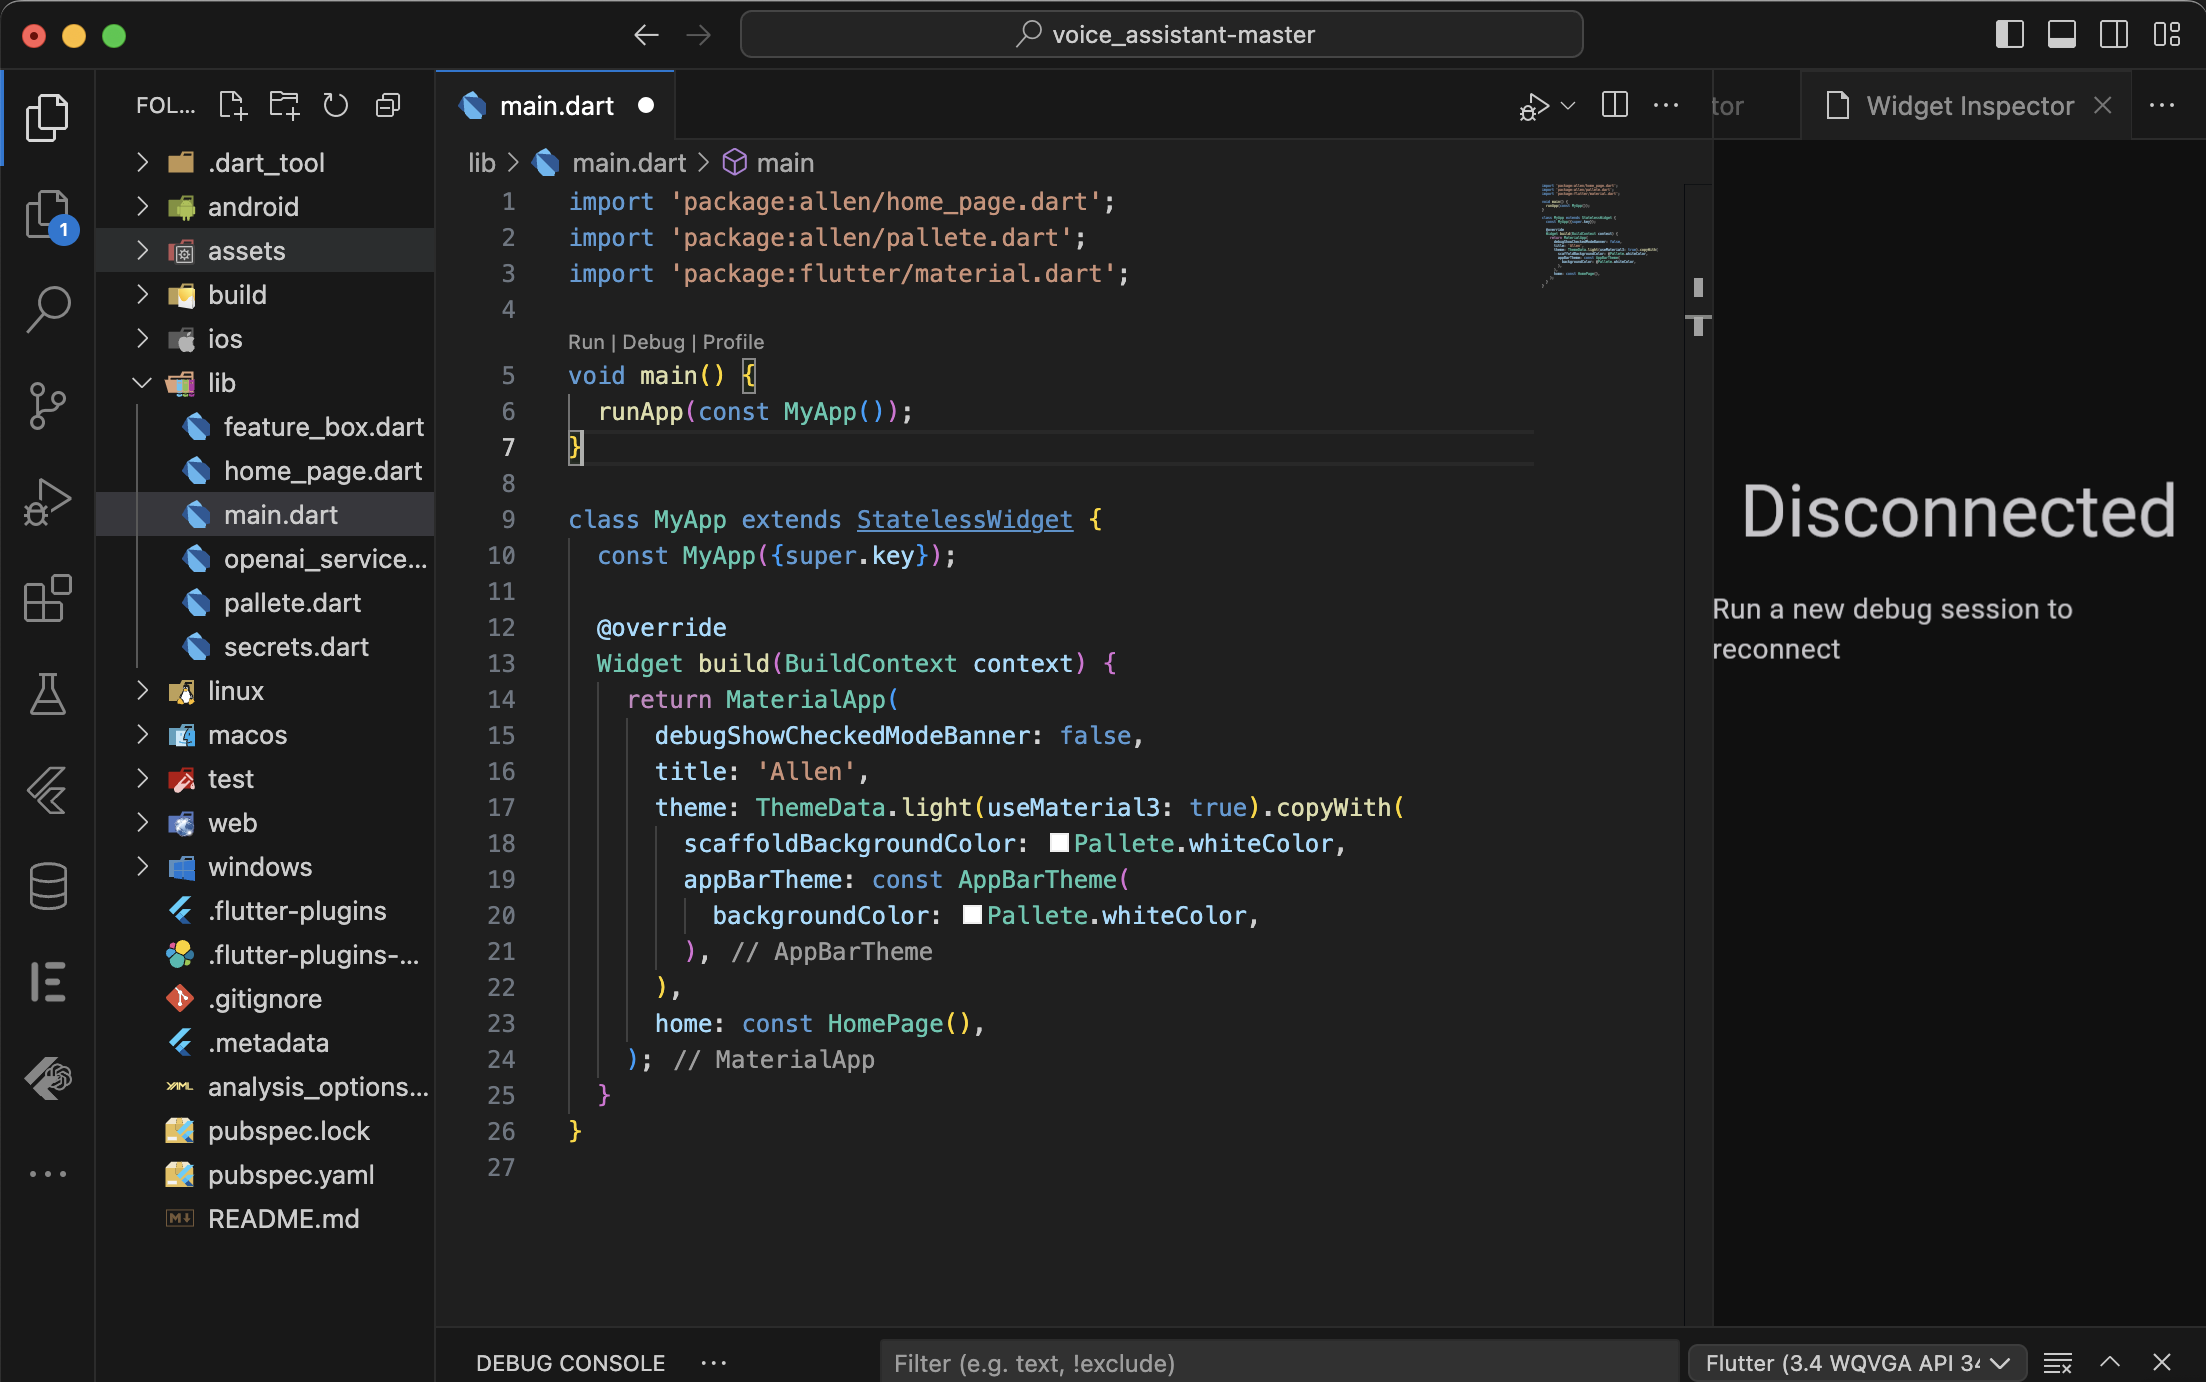 voice_assistant-master
FOL...
.dart_tool
android
assets
build
ios
lib
feature_box.dart
home_page.dart
main.dart
openai_service...
pallete.dart
secrets.dart
linux
macos
test
web
windows
.flutter-plugins
.flutter-plugins-...
.gitignore
.metadata
analysis_options...
pubspec.lock
pubspec.yaml
README.md
1
main.dart
lib > main.dart > main
1 import 'package:allen/home_page.dart';
2 import 'package:allen/pallete.dart';
3 import 'package:flutter/material.dart';
4
Run | Debug | Profile
5 void main() {
6 runApp(const MyApp());
7 }
8
9 class MyApp extends StatelessWidget {
10 const MyApp({super.key});
11
12 @override
13 Widget build(BuildContext context) {
14 return MaterialApp(
15 debugShowCheckedModeBanner: false,
16 title: 'Allen',
17 theme: ThemeData.light(useMaterial3: true).copyWith(
18 scaffoldBackgroundColor: Pallete.whiteColor,
19 appBarTheme: const AppBarTheme(
20 backgroundColor: Pallete.whiteColor,
21 ), // AppBarTheme
22 ),
23 home: const HomePage(),
24 ); // MaterialApp
25 }
26 }
27
tor
Widget Inspector
Disconnected
Run a new debug session to
reconnect
DEBUG CONSOLE
Filter (e.g. text, !exclude)
Flutter (3.4 WQVGA API 34